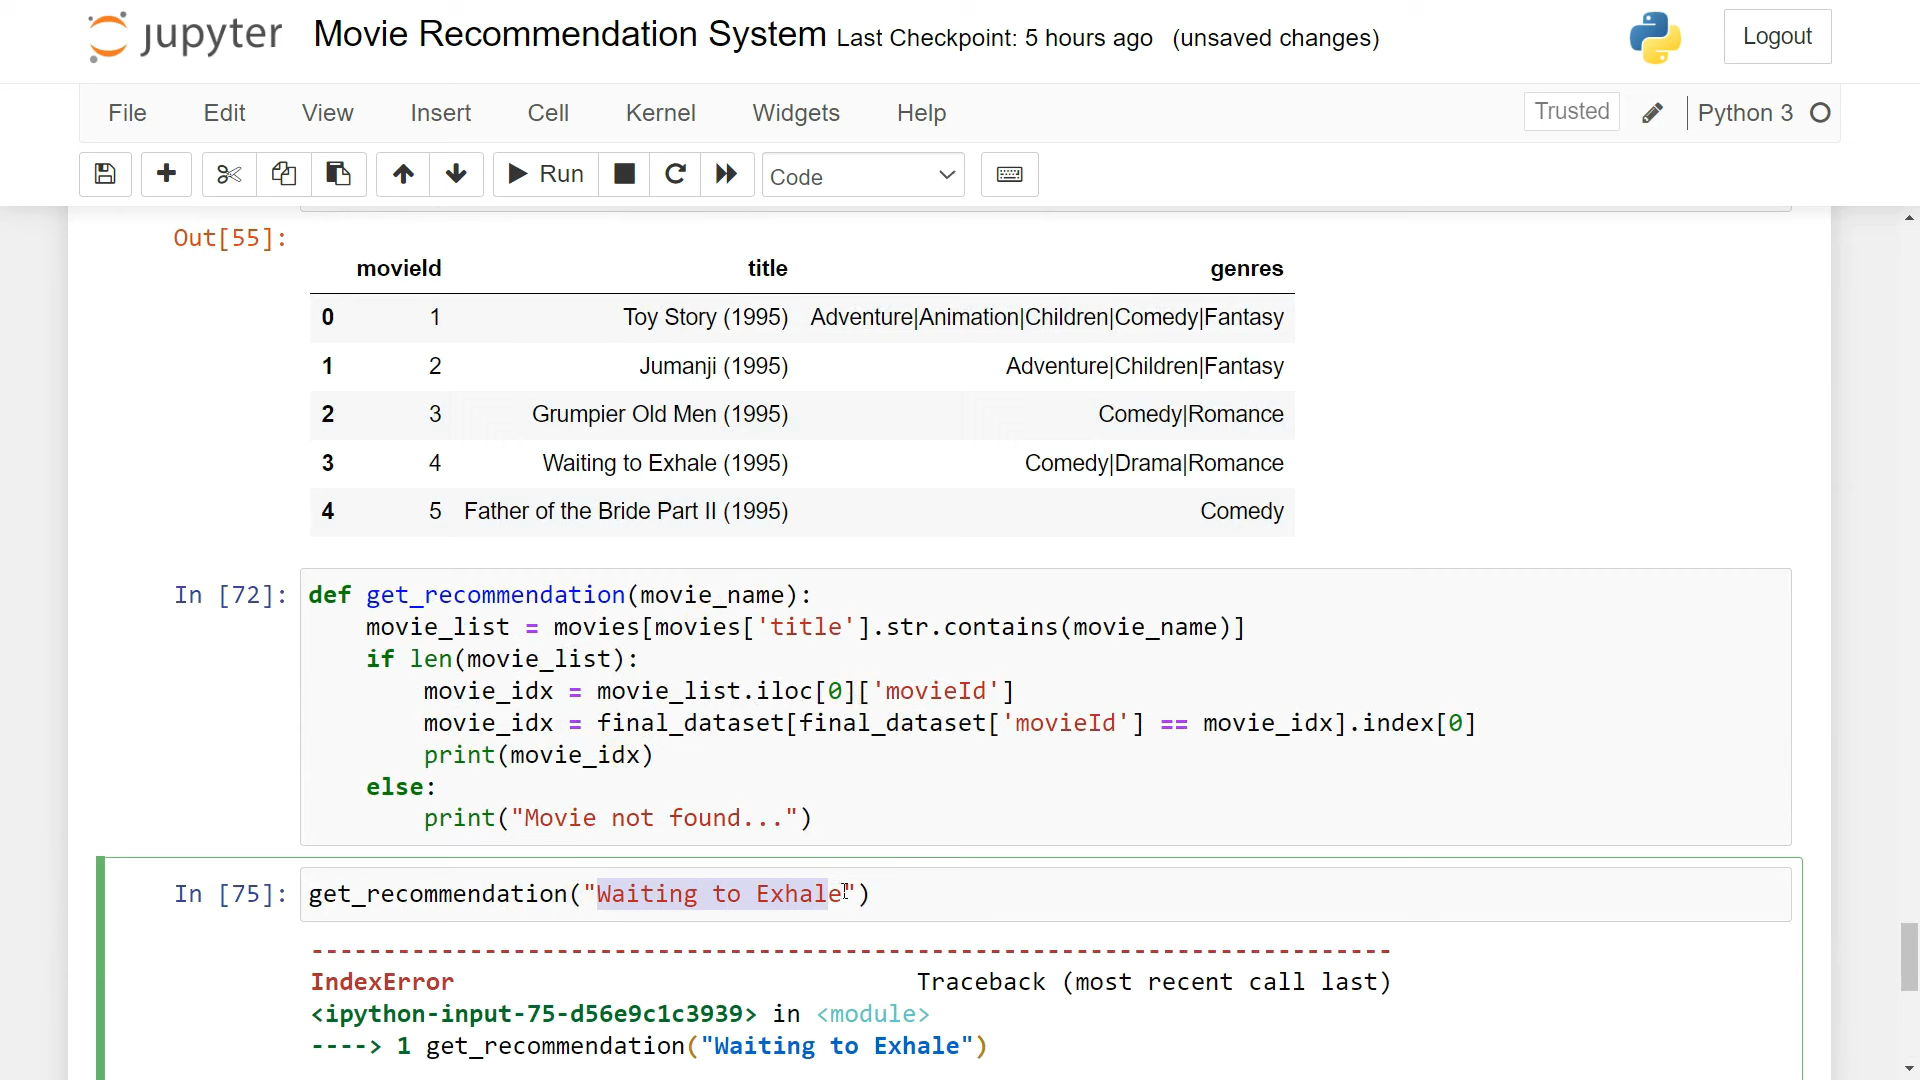 jupyter Movie Recommendation System Last Checkpoint: 5 hours ago (unsaved changes) Logout
File Edit View Insert Cell Kernel Widgets Help Trusted Python 3
Run Code
Out[55]:
movieId title genres
0 1 Toy Story (1995) Adventure|Animation|Children|Comedy|Fantasy
1 2 Jumanji (1995) Adventure|Children|Fantasy
2 3 Grumpier Old Men (1995) Comedy|Romance
3 4 Waiting to Exhale (1995) Comedy|Drama|Romance
4 5 Father of the Bride Part II (1995) Comedy
In [72]: def get_recommendation(movie_name):
movie_list = movies[movies['title'].str.contains(movie_name)]
if len(movie_list):
movie_idx = movie_list.iloc[0]['movieId']
movie_idx = final_dataset[final_dataset['movieId'] == movie_idx].index[0]
print(movie_idx)
else:
print("Movie not found...")
In [75]: get_recommendation("Waiting to Exhale")
---------------------------------------------------------------------------
IndexError Traceback (most recent call last)
<ipython-input-75-d56e9c1c3939> in <module>
----> 1 get_recommendation("Waiting to Exhale")